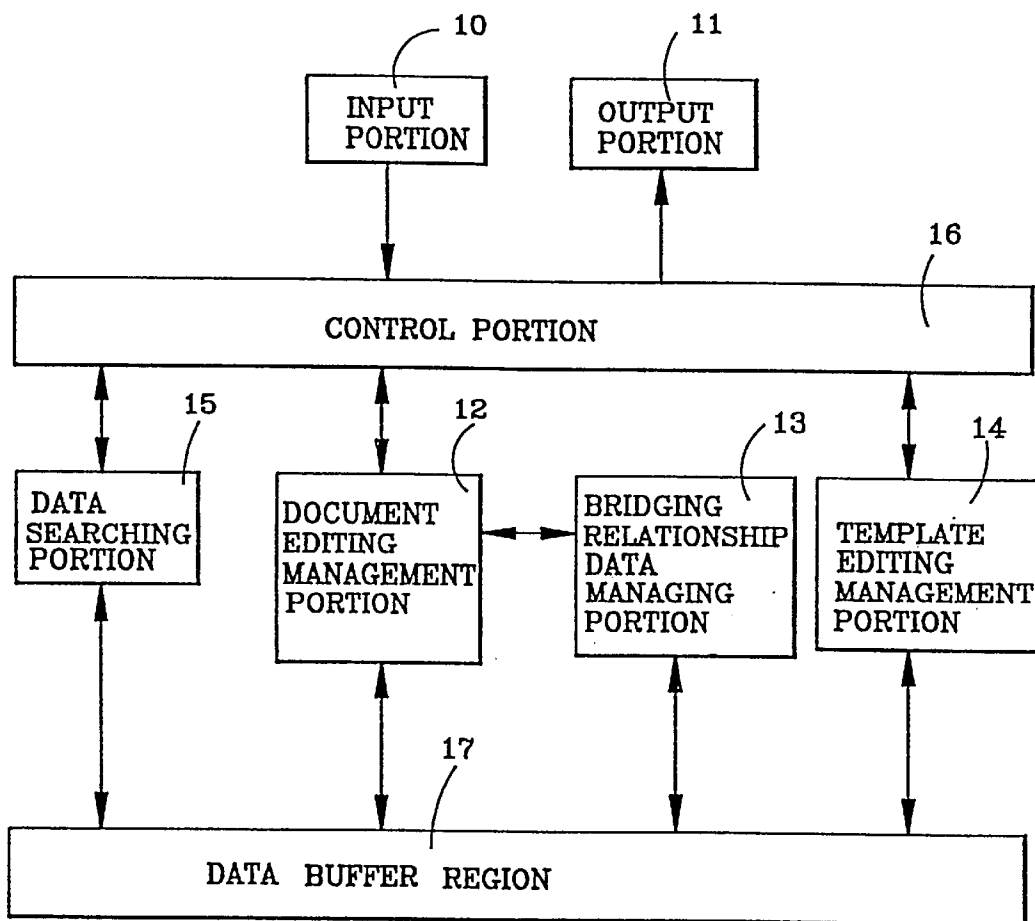 10
11
INPUT
PORTION
OUTPUT
PORTION
16
CONTROL PORTION
15
12
13
14
DATA
SEARCHING
PORTION
DOCUMENT
EDITING
MANAGEMENT
PORTION
BRIDGING
RELATIONSHIP
DATA
MANAGING
PORTION
TEMPLATE
EDITING
MANAGEMENT
PORTION
17
DATA BUFFER REGION